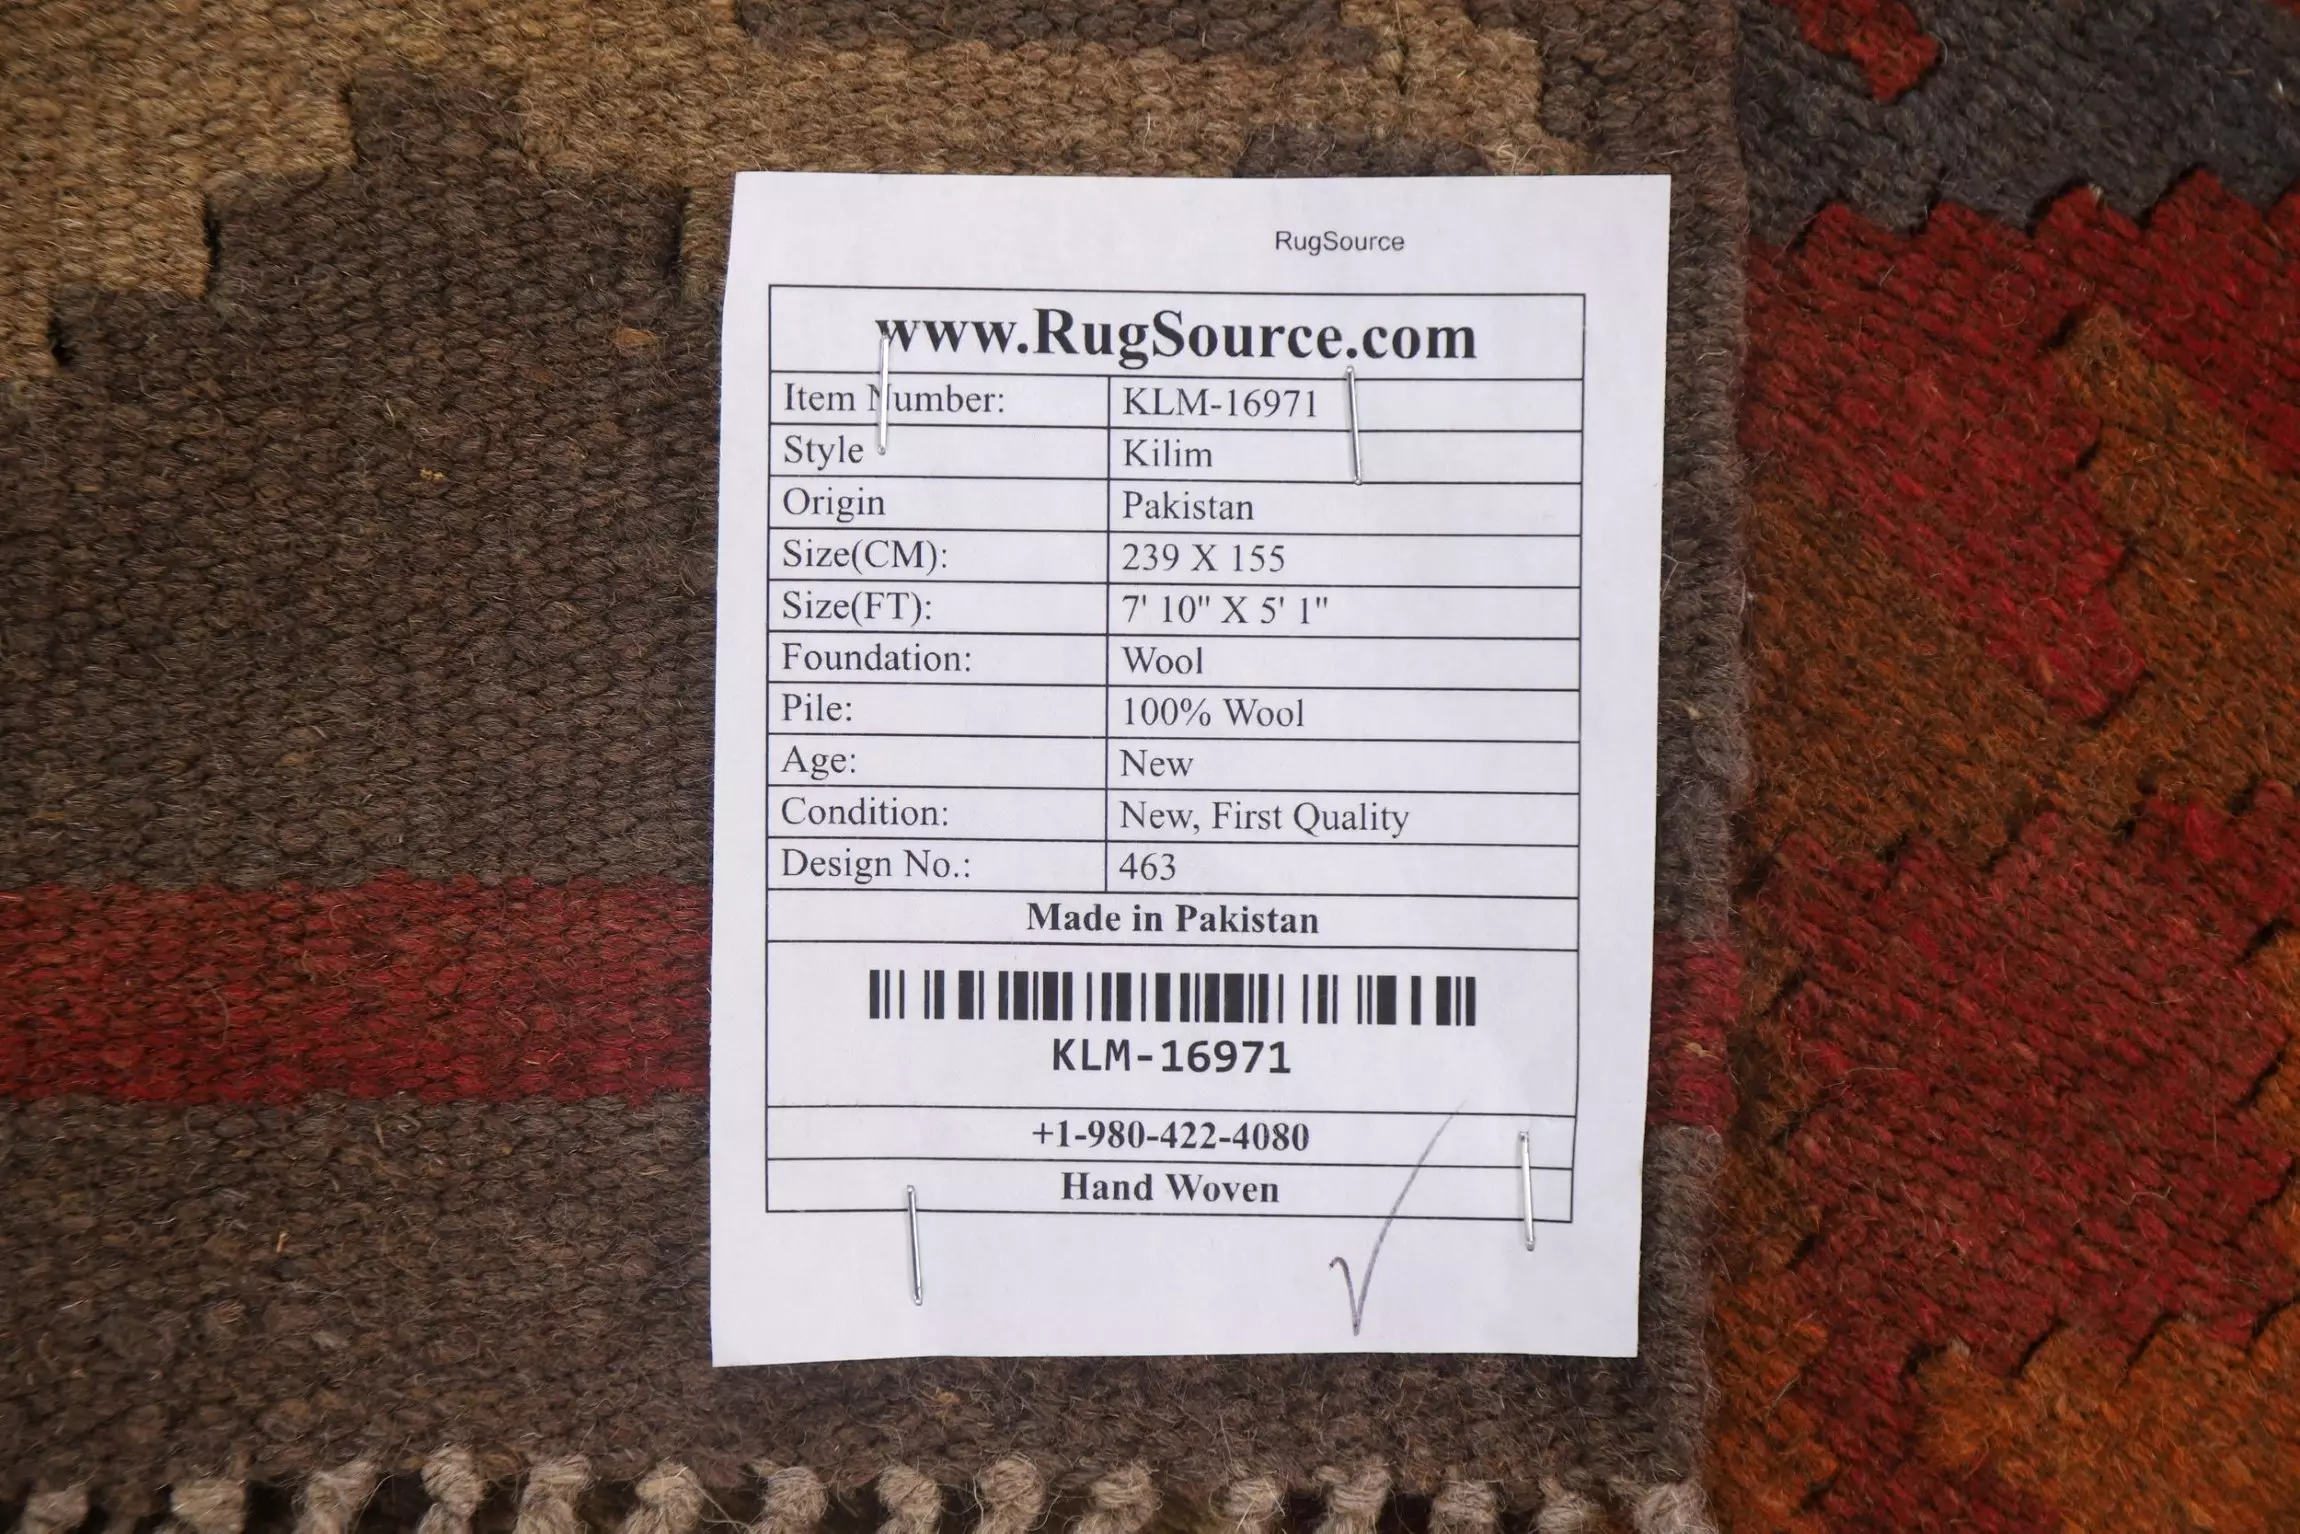 RugSource
www.RugSource.com
Item Number: KLM-16971
Style Kilim
Origin Pakistan
Size(CM): 239 X 155
Size(FT): 7' 10" X 5' 1"
Foundation: Wool
Pile: 100% Wool
Age: New
Condition: New, First Quality
Design No.: 463
Made in Pakistan
KLM-16971
+1-980-422-4080
Hand Woven